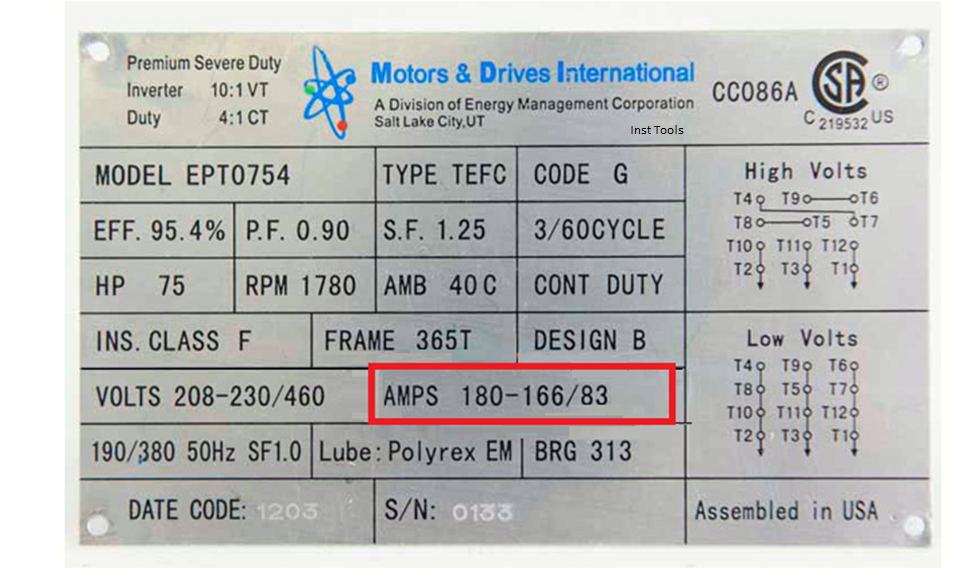 Premium Severe Duty
Inverter 10:1 VT
Duty 4:1 CT
Motors & Drives International
A Division of Energy Management Corporation
Salt Lake City,UT
Inst Tools
CC086A
SA ®
C 219532 US
MODEL EPT0754
TYPE TEFC
CODE G
EFF. 95.4%
P.F. 0.90
S.F. 1.25
3/60CYCLE
HP 75
RPM 1780
AMB 40C
CONT DUTY
INS. CLASS F
FRAME 365T
DESIGN B
VOLTS 208-230/460
AMPS 180-166/83
190/380 50Hz SF1.0
Lube: Polyrex EM
BRG 313
DATE CODE: 1203
S/N: 0133
High Volts
T4 T9 T6
T8 T5 T7
T10 T11 T12
T2 T3 T1
Low Volts
T4 T9 T6
T8 T5 T7
T10 T11 T12
T2 T3 T1
Assembled in USA